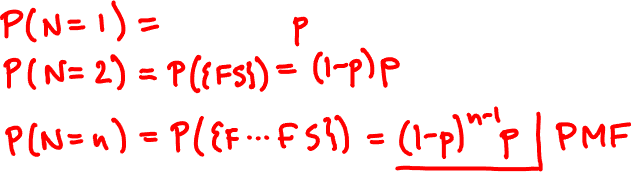 P(N=1) = p
P(N=2) = P({FS}) = (1-p)p
P(N=n) = P({F⋯FS}) = (1-p)^{n-1}p | PMF